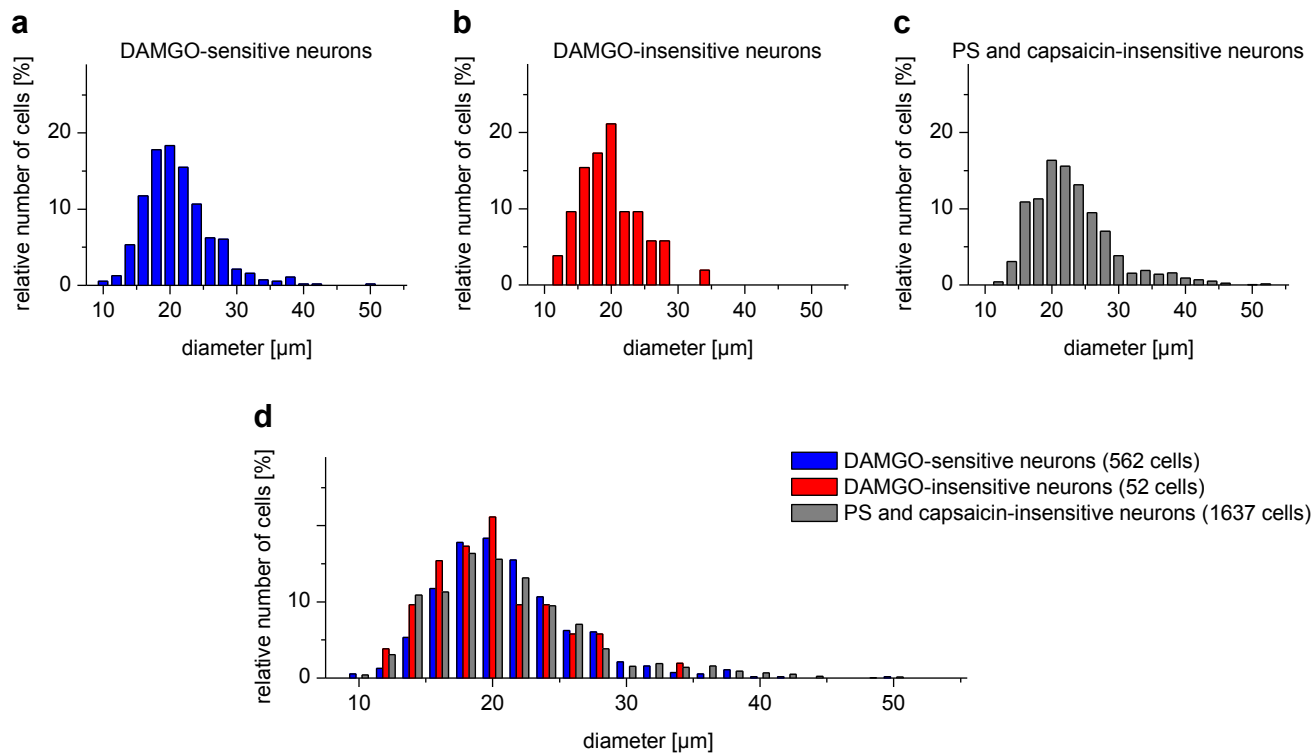 a
DAMGO-sensitive neurons
relative number of cells [%]
20
10
0
10 20 30 40 50
diameter [µm]
b
DAMGO-insensitive neurons
relative number of cells [%]
20
10
0
10 20 30 40 50
diameter [µm]
c
PS and capsaicin-insensitive neurons
relative number of cells [%]
20
10
0
10 20 30 40 50
diameter [µm]
d
relative number of cells [%]
10
0
10 20 30 40 50
diameter [µm]
DAMGO-sensitive neurons (562 cells)
DAMGO-insensitive neurons (52 cells)
PS and capsaicin-insensitive neurons (1637 cells)